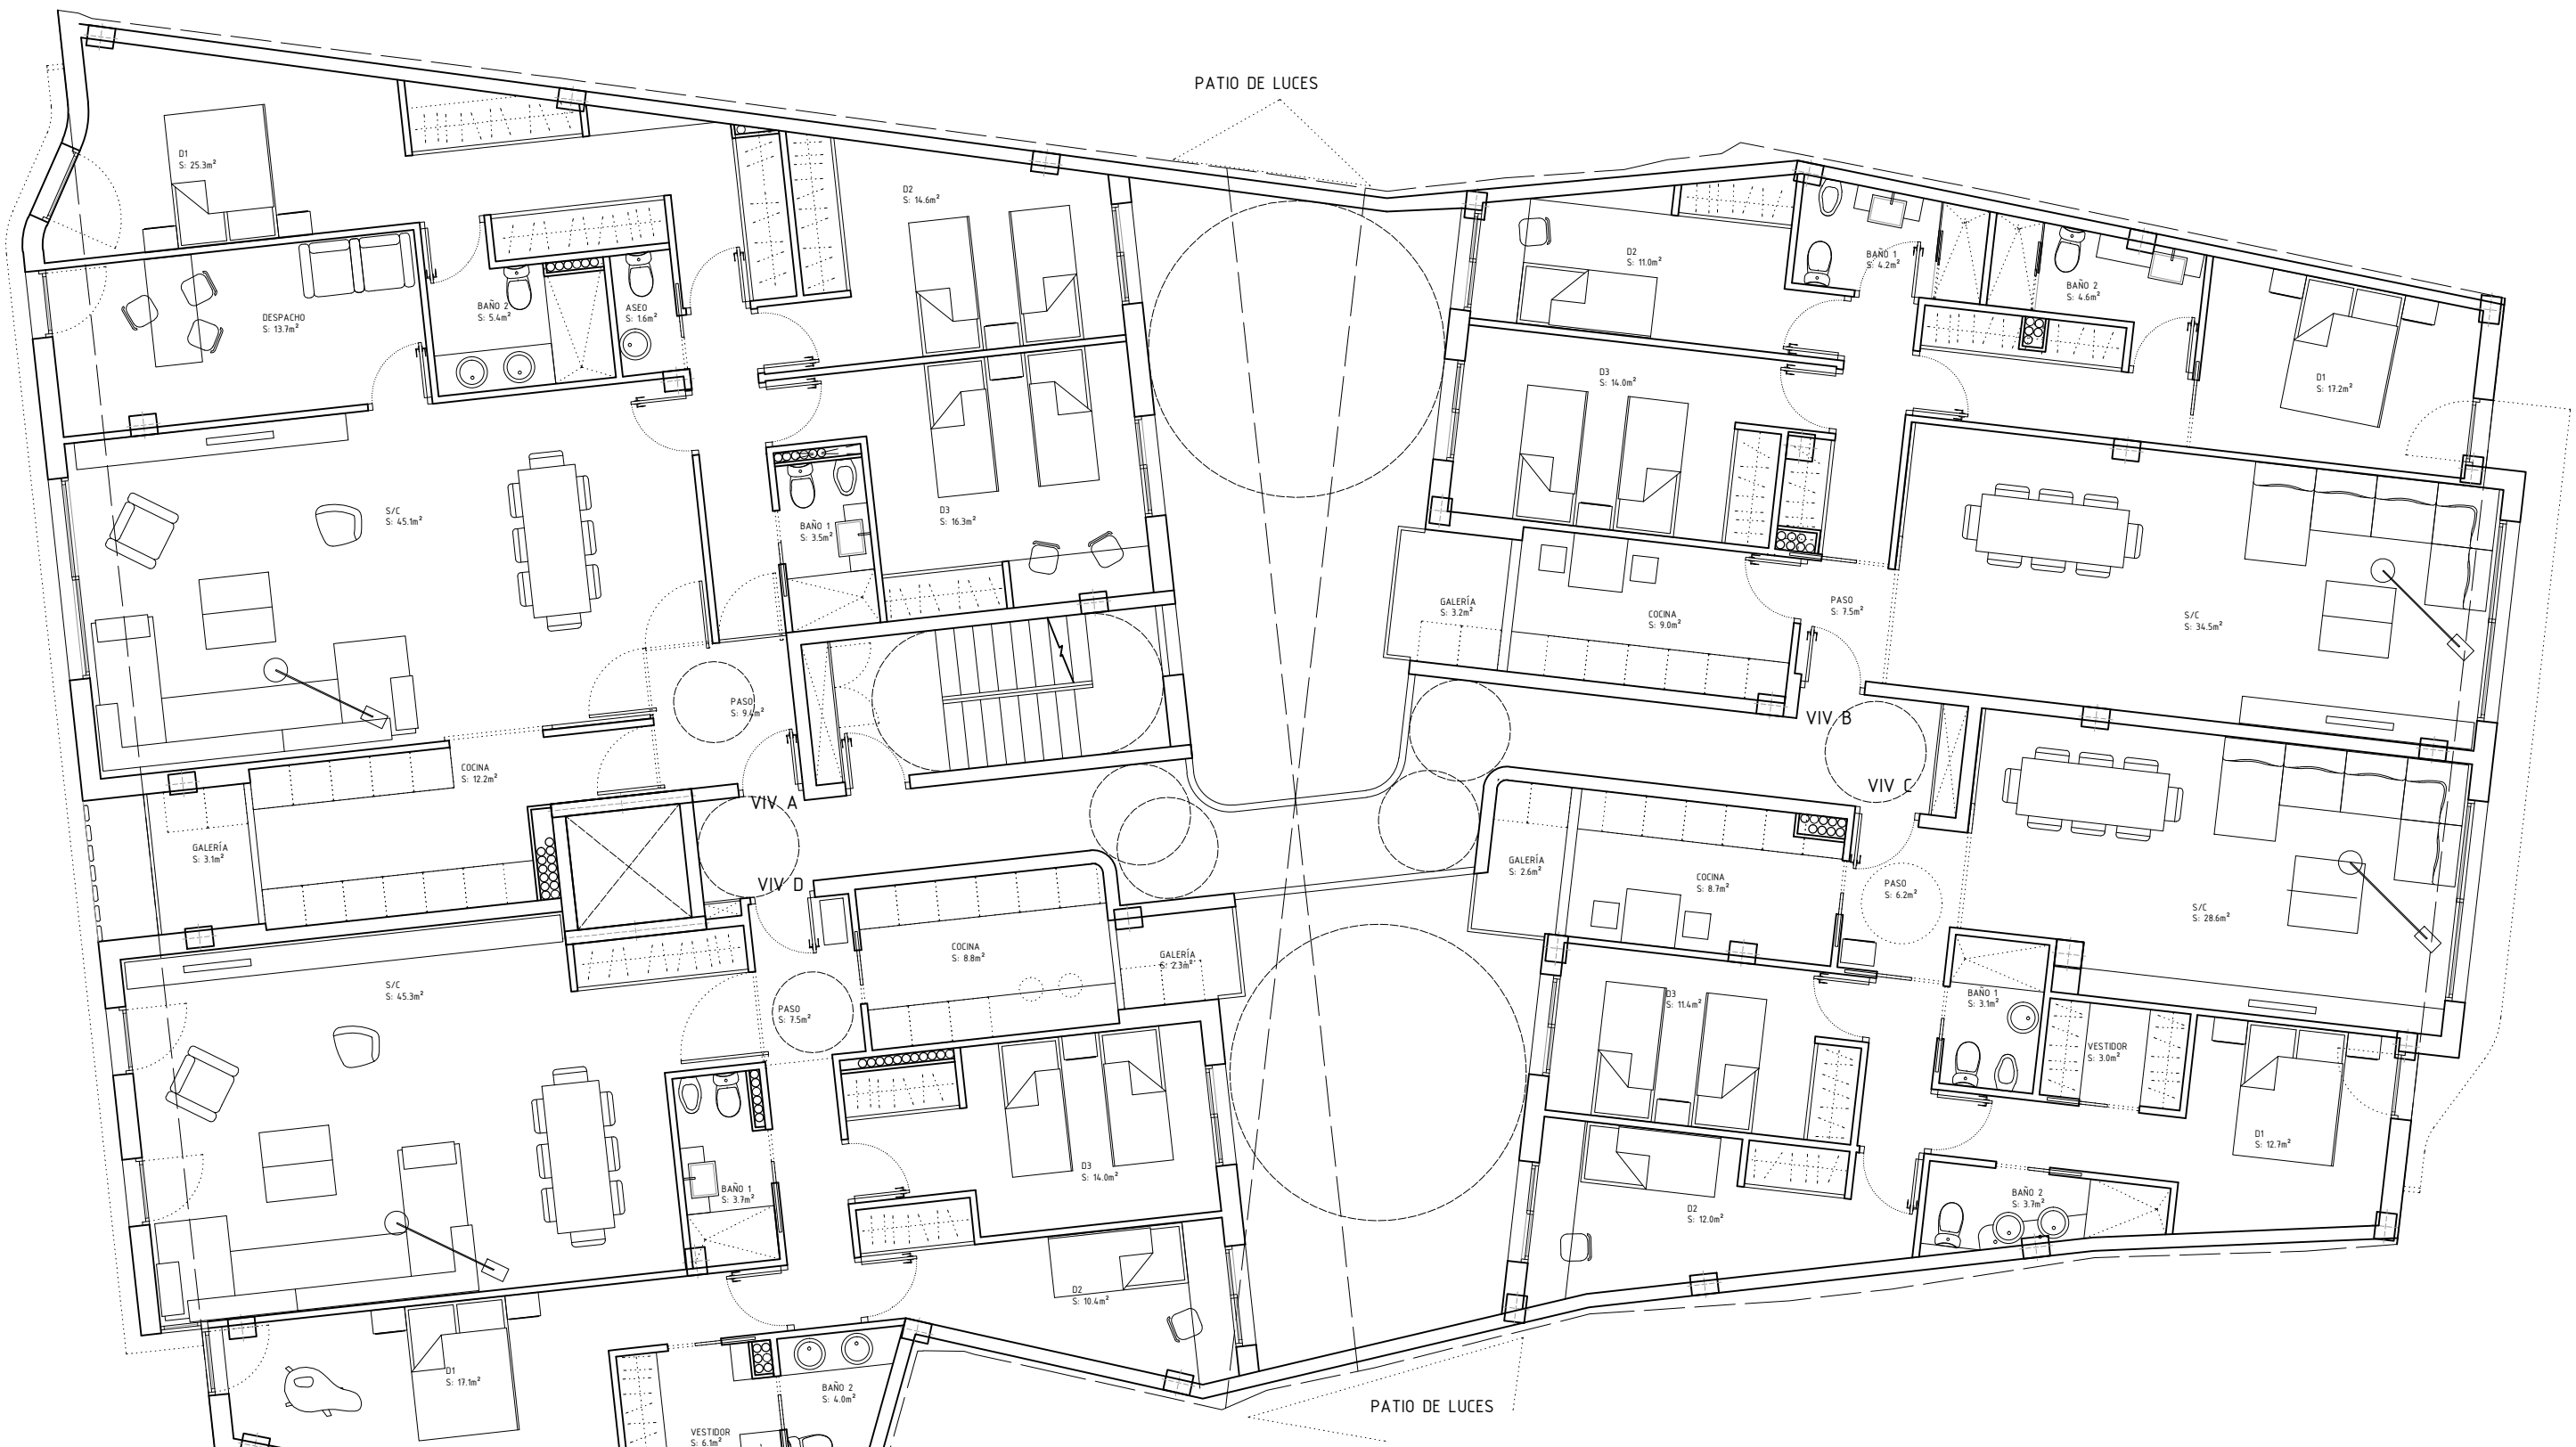 PATIO DE LUCES
D1
S: 25.3m²
D2
S: 14.6m²
DESPACHO
S: 13.7m²
BAÑO 2
S: 5.4m²
ASEO
S: 1.6m²
S/C
S: 45.1m²
BAÑO 1
S: 3.5m²
D3
S: 16.3m²
PASO
S: 9.4m²
COCINA
S: 12.2m²
GALERÍA
S: 3.1m²
VIV A
D2
S: 11.0m²
BAÑO 1
S: 4.2m²
BAÑO 2
S: 4.6m²
D3
S: 14.0m²
D1
S: 17.2m²
GALERÍA
S: 3.2m²
COCINA
S: 9.0m²
PASO
S: 7.5m²
S/C
S: 34.5m²
VIV B
VIV C
GALERÍA
S: 2.6m²
COCINA
S: 8.7m²
PASO
S: 6.2m²
S/C
S: 28.6m²
D3
S: 11.4m²
BAÑO 1
S: 3.1m²
VESTIDOR
S: 3.0m²
D1
S: 12.7m²
D2
S: 12.0m²
BAÑO 2
S: 3.7m²
VIV D
COCINA
S: 8.8m²
GALERÍA
S: 2.3m²
S/C
S: 45.3m²
PASO
S: 7.5m²
BAÑO 1
S: 3.7m²
D3
S: 14.0m²
D2
S: 10.4m²
D1
S: 17.1m²
BAÑO 2
S: 4.0m²
VESTIDOR
S: 6.1m²
PATIO DE LUCES